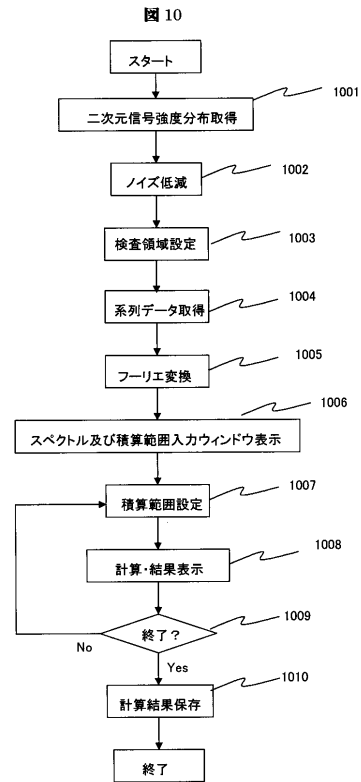 図10
スタート
1001
二次元信号強度分布取得
1002
ノイズ低減
1003
検査領域設定
1004
系列データ取得
1005
フーリエ変換
1006
スペクトル及び積算範囲入力ウィンドウ表示
1007
積算範囲設定
1008
計算・結果表示
1009
終了?
No
Yes
1010
計算結果保存
終了